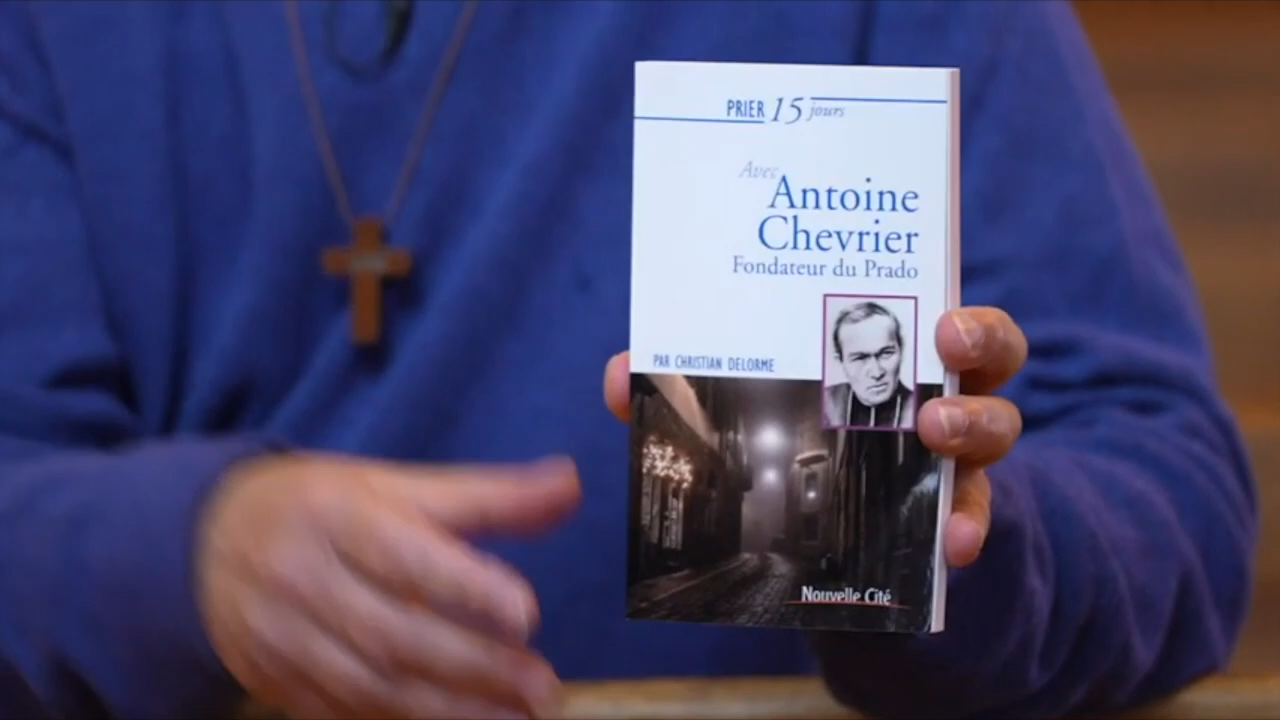 PRIER 15 jours
Avec
Antoine
Chevrier
Fondateur du Prado
PAR CHRISTIAN DELORME
Nouvelle Cité